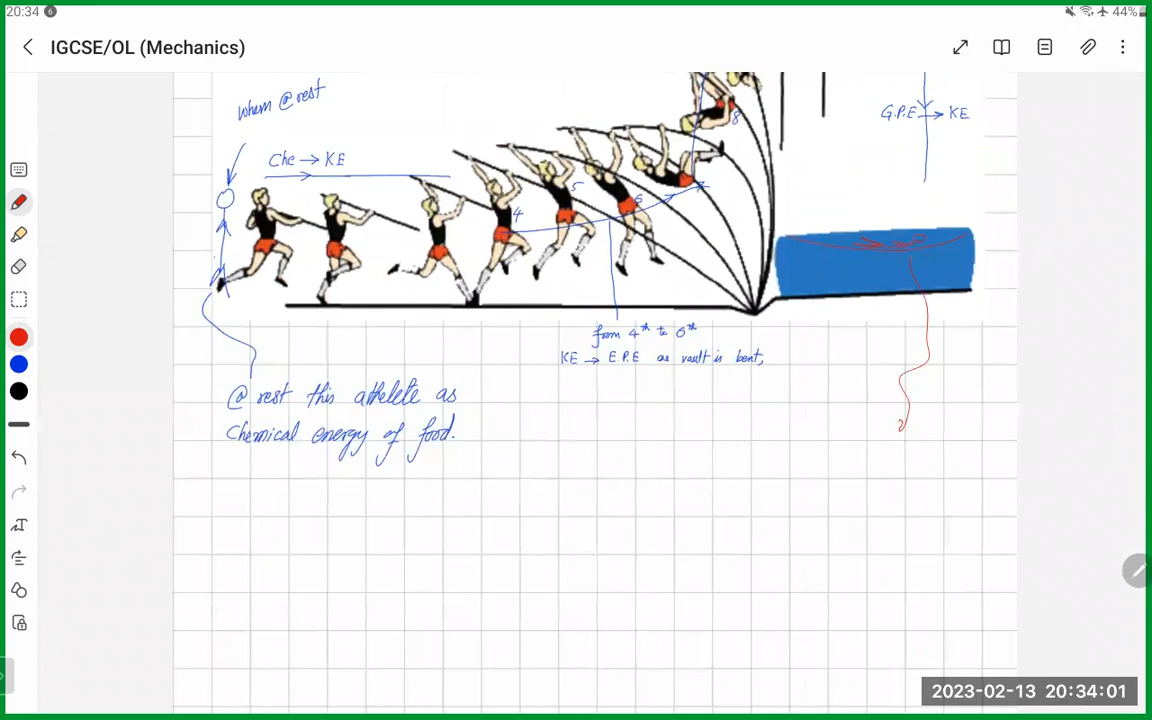 20:34 6
44%
IGCSE/OL (Mechanics)
when @ rest
G.P.E → KE
Che → KE
8
4
5
6
7
from 4th to 6th
KE → E.P.E as vault is bent,
@ rest this athelete as
Chemical energy of food.
2023-02-13 20:34:01